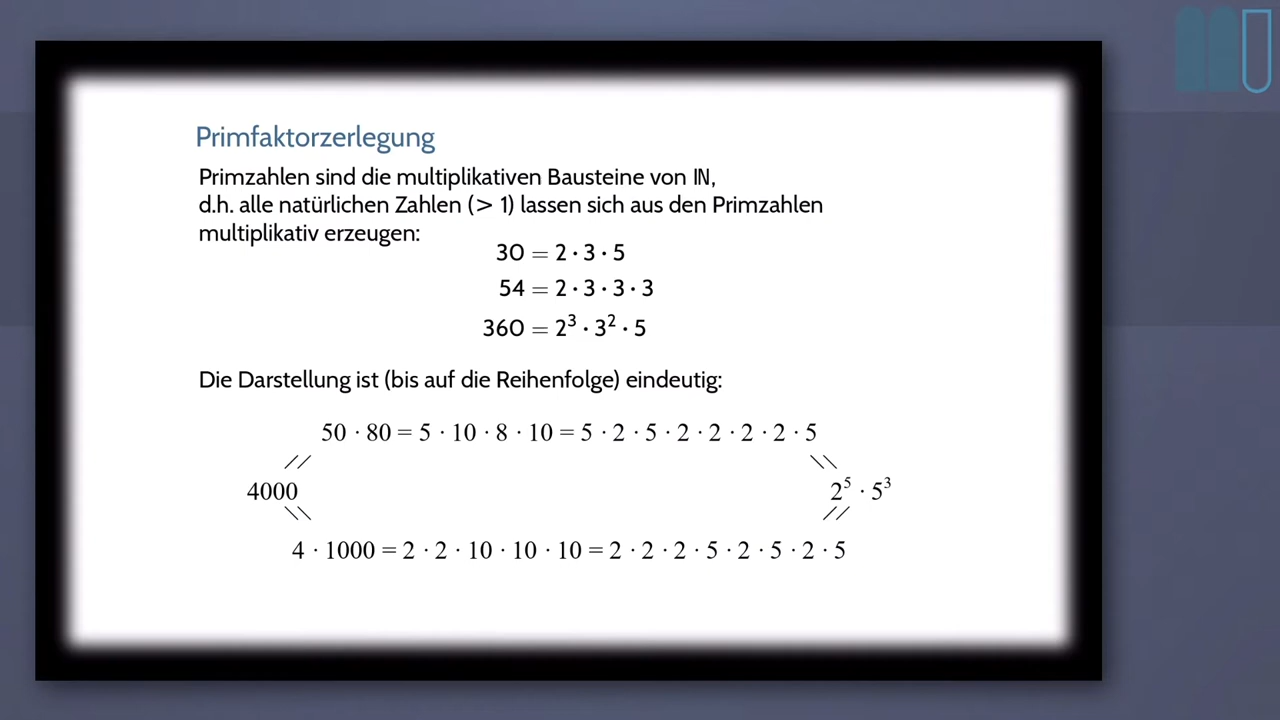 Primfaktorzerlegung
Primzahlen sind die multiplikativen Bausteine von ℕ,
d.h. alle natürlichen Zahlen (> 1) lassen sich aus den Primzahlen
multiplikativ erzeugen:
30 = 2 · 3 · 5
54 = 2 · 3 · 3 · 3
360 = 2³ · 3² · 5
Die Darstellung ist (bis auf die Reihenfolge) eindeutig:
50 · 80 = 5 · 10 · 8 · 10 = 5 · 2 · 5 · 2 · 2 · 2 · 2 · 5
4000
2⁵ · 5³
4 · 1000 = 2 · 2 · 10 · 10 · 10 = 2 · 2 · 2 · 5 · 2 · 5 · 2 · 5